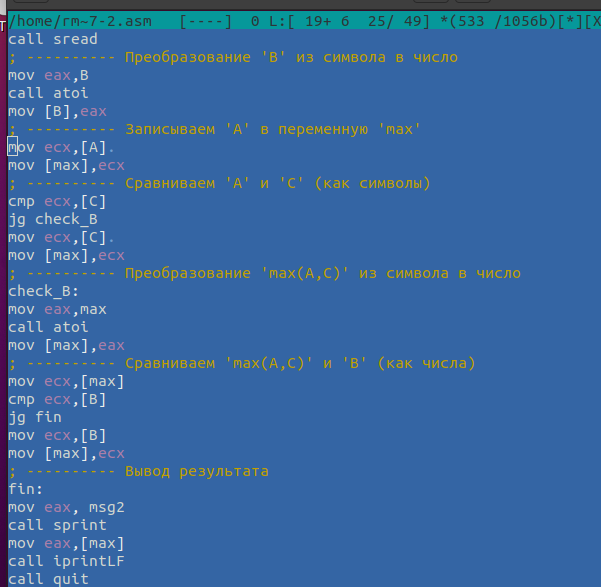 /home/rm~7-2.asm   [----]  0 L:[ 19+ 6  25/ 49] *(533 /1056b)[*][X
call sread
; ---------- Преобразование 'B' из символа в число
mov eax,B
call atoi
mov [B],eax
; ---------- Записываем 'A' в переменную 'max'
mov ecx,[A].
mov [max],ecx
; ---------- Сравниваем 'A' и 'C' (как символы)
cmp ecx,[C]
jg check_B
mov ecx,[C].
mov [max],ecx
; ---------- Преобразование 'max(A,C)' из символа в число
check_B:
mov eax,max
call atoi
mov [max],eax
; ---------- Сравниваем 'max(A,C)' и 'B' (как числа)
mov ecx,[max]
cmp ecx,[B]
jg fin
mov ecx,[B]
mov [max],ecx
; ---------- Вывод результата
fin:
mov eax, msg2
call sprint
mov eax,[max]
call iprintLF
call quit